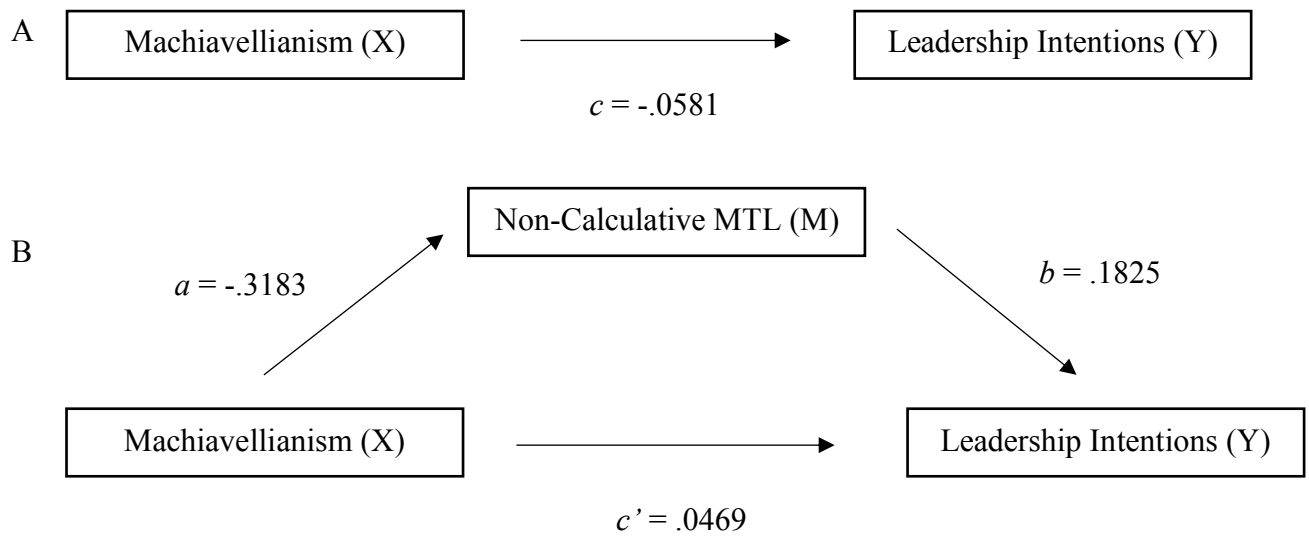 A
Machiavellianism (X)
Leadership Intentions (Y)
c = -.0581
Non-Calculative MTL (M)
B
a = -.3183
b = .1825
Machiavellianism (X)
Leadership Intentions (Y)
c’ = .0469